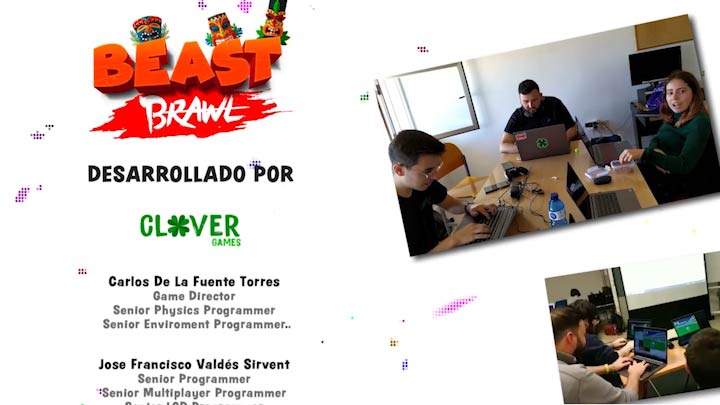 BEAST
BRAWL
DESARROLLADO POR
CLOVER
GAMES
Carlos De La Fuente Torres
Game Director
Senior Physics Programmer
Senior Enviroment Programmer..
Jose Francisco Valdés Sirvent
Senior Programmer
Senior Multiplayer Programmer